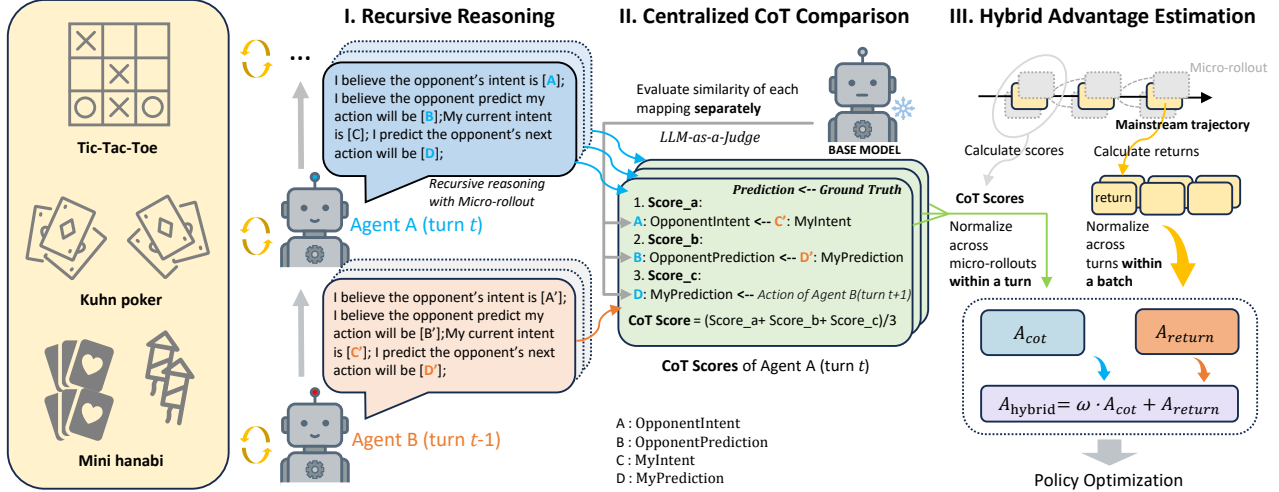 I. Recursive Reasoning
II. Centralized CoT Comparison
III. Hybrid Advantage Estimation
Tic-Tac-Toe
Kuhn poker
Mini hanabi
...
I believe the opponent's intent is [A];
I believe the opponent predict my
action will be [B];My current intent
is [C]; I predict the opponent's next
action will be [D];
Recursive reasoning
with Micro-rollout
Agent A (turn t)
I believe the opponent's intent is [A'];
I believe the opponent predict my
action will be [B'];My current intent
is [C']; I predict the opponent's next
action will be [D'];
Agent B (turn t-1)
Evaluate similarity of each
mapping separately
LLM-as-a-Judge
BASE MODEL
Prediction <-- Ground Truth
1. Score_a:
A: OpponentIntent <-- C': MyIntent
2. Score_b:
B: OpponentPrediction <-- D': MyPrediction
3. Score_c:
D: MyPrediction <-- Action of Agent B(turn t+1)
CoT Score = (Score_a+ Score_b+ Score_c)/3
CoT Scores of Agent A (turn t)
A : OpponentIntent
B : OpponentPrediction
C : MyIntent
D : MyPrediction
Micro-rollout
Mainstream trajectory
Calculate scores
Calculate returns
CoT Scores
return
Normalize
across
micro-rollouts
within a turn
Normalize
across
turns within
a batch
A_cot
A_return
A_hybrid = ω · A_cot + A_return
Policy Optimization